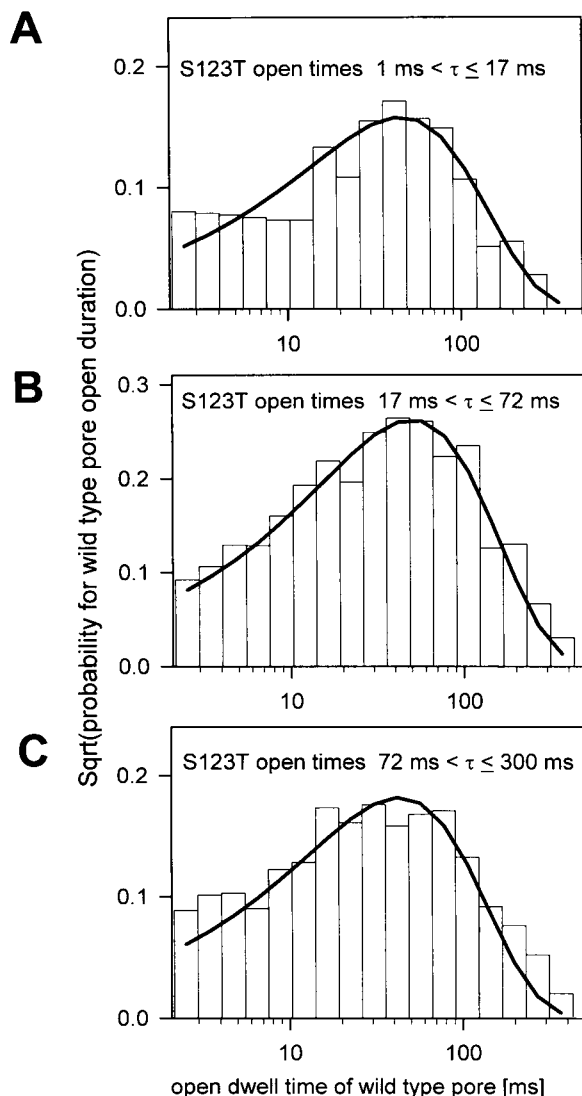 A
S123T open times 1 ms < τ ≤ 17 ms
0.2
0.1
0.0
10
100
B
S123T open times 17 ms < τ ≤ 72 ms
0.3
0.2
0.1
0.0
10
100
Sqrt(probability for wild type pore open duration)
C
S123T open times 72 ms < τ ≤ 300 ms
0.2
0.1
0.0
10
100
open dwell time of wild type pore [ms]